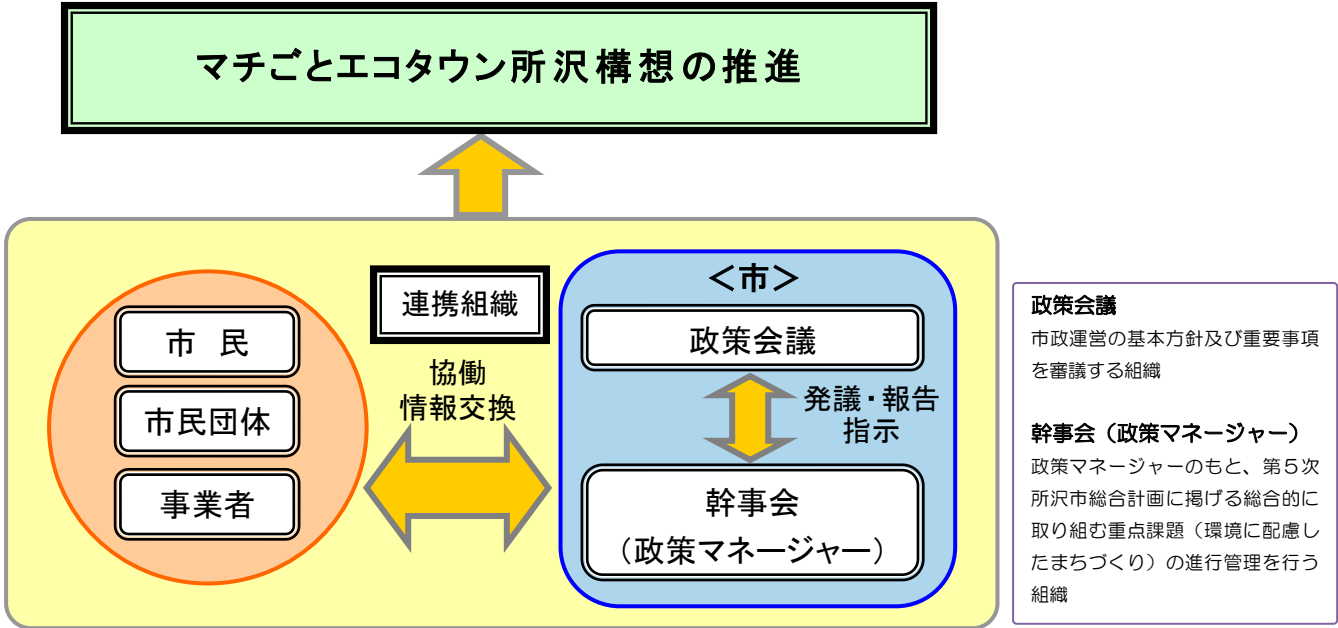 マチごとエコタウン所沢構想の推進
連携組織
協働
情報交換
市 民
市民団体
事業者
＜市＞
政策会議
発議・報告
指示
幹事会
（政策マネージャー）
政策会議
市政運営の基本方針及び重要事項
を審議する組織
幹事会（政策マネージャー）
政策マネージャーのもと、第５次
所沢市総合計画に掲げる総合的に
取り組む重点課題（環境に配慮し
たまちづくり）の進行管理を行う
組織